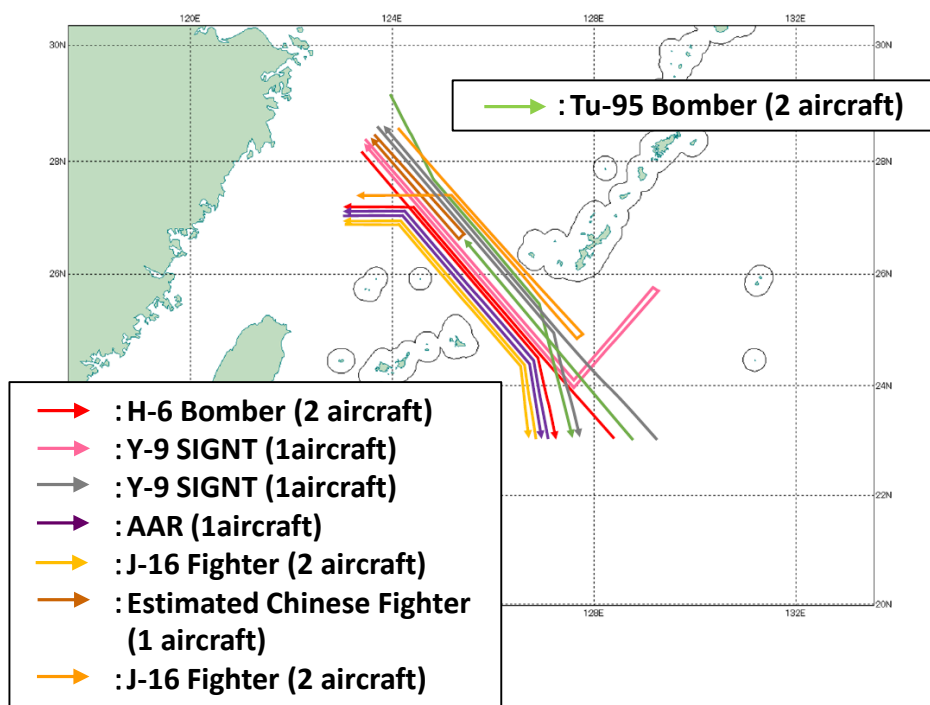 120E 124E 128E 132E
30N 30N
: Tu-95 Bomber (2 aircraft)
28N 28N
26N 26N
24N 24N
: H-6 Bomber (2 aircraft)
: Y-9 SIGNT (1aircraft)
: Y-9 SIGNT (1aircraft)
22N
: AAR (1aircraft)
: J-16 Fighter (2 aircraft)
: Estimated Chinese Fighter
(1 aircraft)
20N
128E 132E
: J-16 Fighter (2 aircraft)